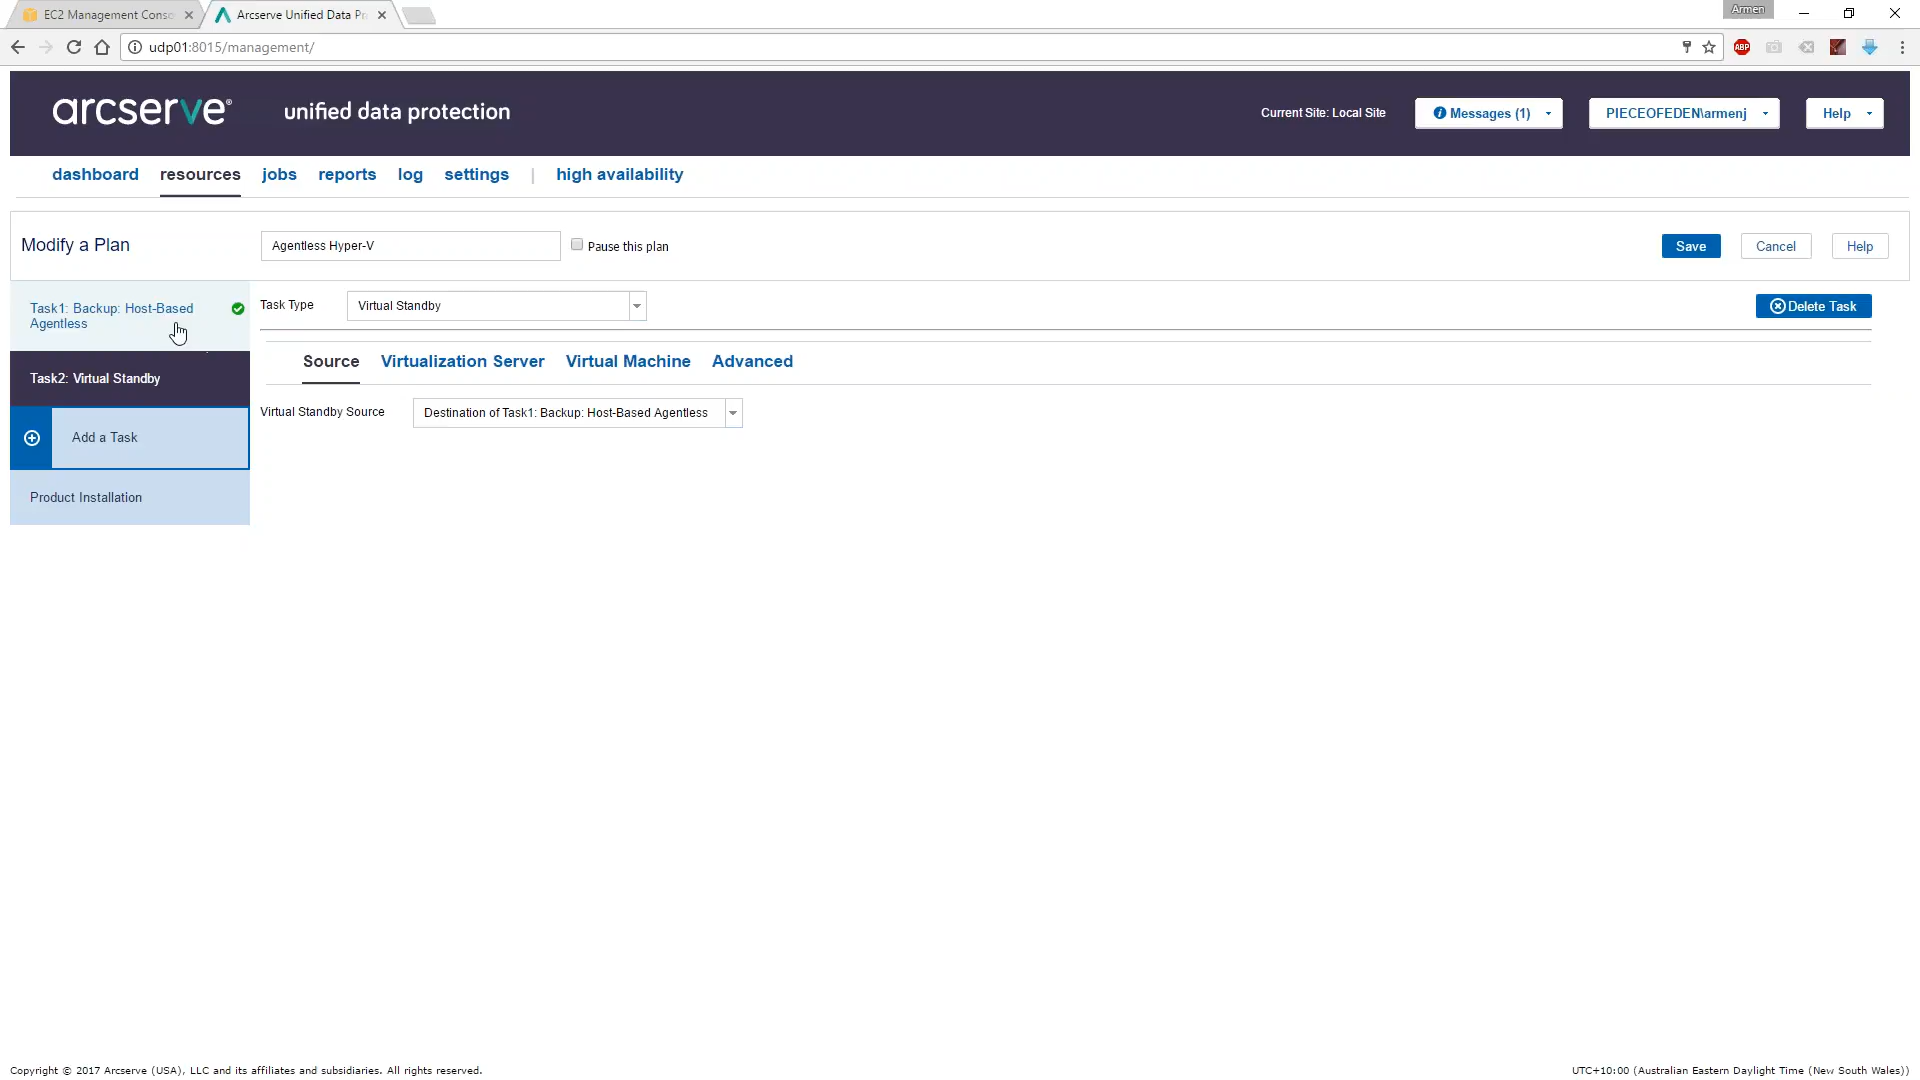 EC2 Management Conso
Arcserve Unified Data Pr
Armen
udp01:8015/management/
ABP
arcserve®
unified data protection
Current Site: Local Site
Messages (1)
PIECEOFEDEN\armenj
Help
dashboard
resources
jobs
reports
log
settings
|
high availability
Modify a Plan
Agentless Hyper-V
Pause this plan
Save
Cancel
Help
Task1: Backup: Host-Based
Agentless
Task Type
Virtual Standby
Delete Task
Source
Virtualization Server
Virtual Machine
Advanced
Task2: Virtual Standby
Virtual Standby Source
Destination of Task1: Backup: Host-Based Agentless
Add a Task
Product Installation
Copyright © 2017 Arcserve (USA), LLC and its affiliates and subsidiaries. All rights reserved.
UTC+10:00 (Australian Eastern Daylight Time (New South Wales))